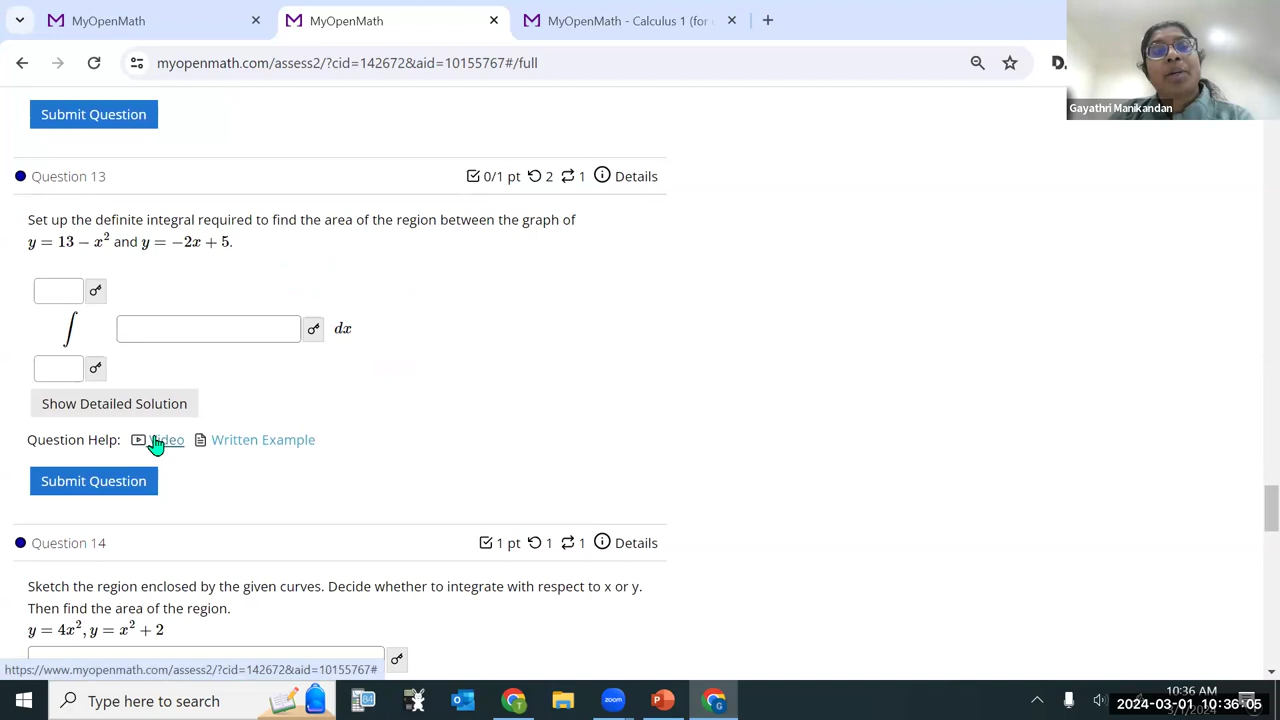 MyOpenMath
MyOpenMath
MyOpenMath - Calculus 1 (for u
myopenmath.com/assess2/?cid=142672&aid=10155767#/full
D.
Gayathri Manikandan
Submit Question
Question 13
0/1 pt 2 1 Details
Set up the definite integral required to find the area of the region between the graph of
y = 13 − x² and y = −2x + 5.
∫ dx
Show Detailed Solution
Question Help: Video Written Example
Submit Question
Question 14
1 pt 1 1 Details
Sketch the region enclosed by the given curves. Decide whether to integrate with respect to x or y.
Then find the area of the region.
y = 4x², y = x² + 2
https://www.myopenmath.com/assess2/?cid=142672&aid=10155767#
Type here to search
10:36 AM
2024-03-01 10:36:05